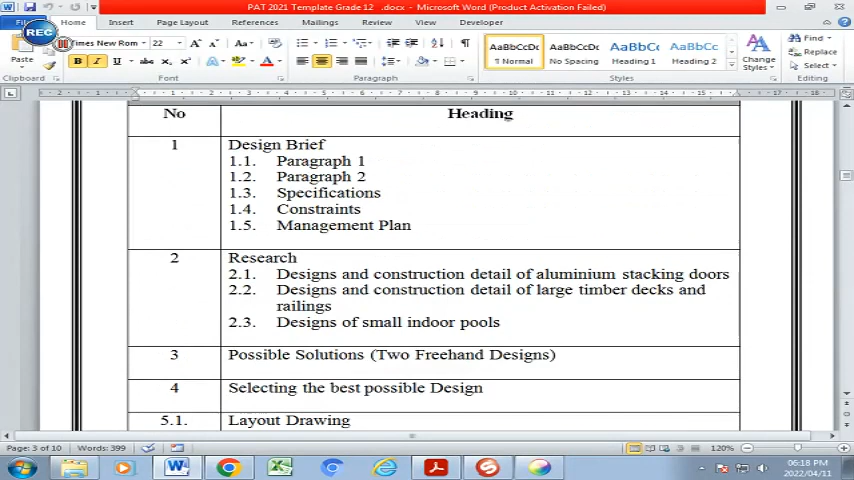 PAT 2021 Template Grade 12 .docx - Microsoft Word (Product Activation Failed)
File Home Insert Page Layout References Mailings Review View Developer
REC
Paste
Times New Rom 22
Clipboard Font Paragraph Styles Editing
AaBbCcDc AaBbCcDc AaBbCc AaBbCc
¶ Normal No Spacing Heading 1 Heading 2
Change Styles
Find
Replace
Select
No Heading
1 Design Brief
1.1. Paragraph 1
1.2. Paragraph 2
1.3. Specifications
1.4. Constraints
1.5. Management Plan
2 Research
2.1. Designs and construction detail of aluminium stacking doors
2.2. Designs and construction detail of large timber decks and
railings
2.3. Designs of small indoor pools
3 Possible Solutions (Two Freehand Designs)
4 Selecting the best possible Design
5.1. Layout Drawing
Page: 3 of 10 Words: 399 120%
06:18 PM
2022/04/11